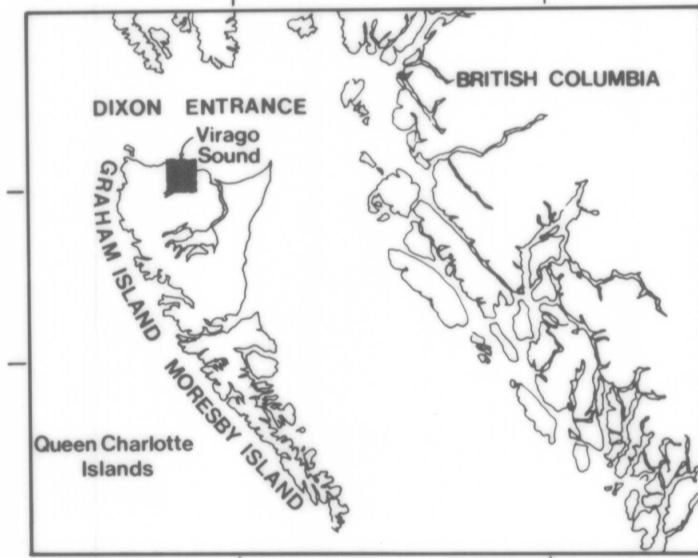 BRITISH COLUMBIA
DIXON ENTRANCE
Virago
Sound
GRAHAM ISLAND
MORESBY ISLAND
Queen Charlotte
Islands